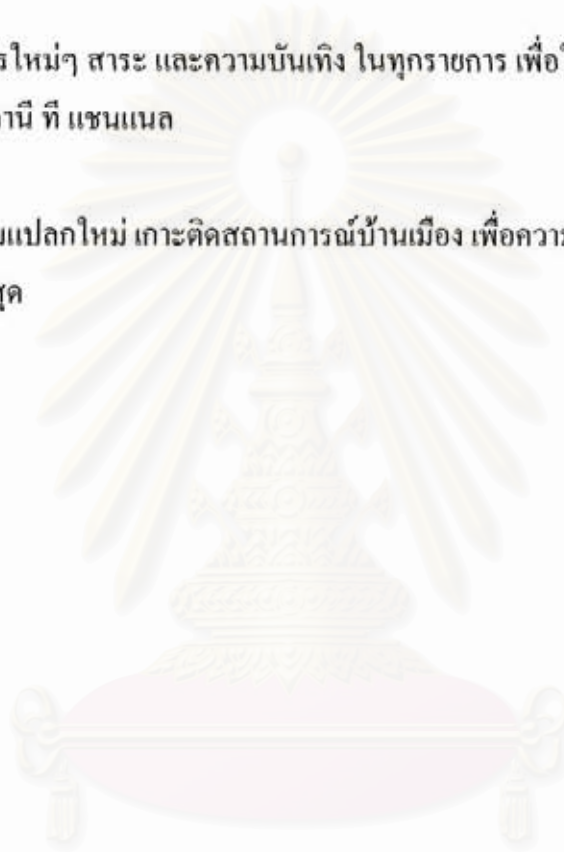 รใหม่ๆ สาระ และความบันเทิง ในทุกรายการ เพื่อ
านี ที แชนแนล
มแปลกใหม่ เกาะติดสถานการณ์บ้านเมือง เพื่อความ
สุด